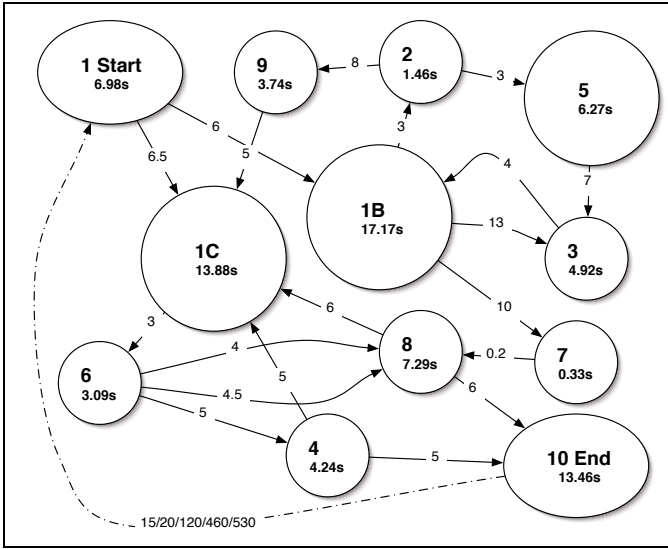 1 Start
6.98s
9
3.74s
2
1.46s
5
6.27s
8
3
6
6.5
5
3
4
7
1B
17.17s
13
3
4.92s
1C
13.88s
10
6
3
8
7.29s
0.2
7
0.33s
4
6
3.09s
4.5
5
6
5
4
4.24s
5
10 End
13.46s
15/20/120/460/530